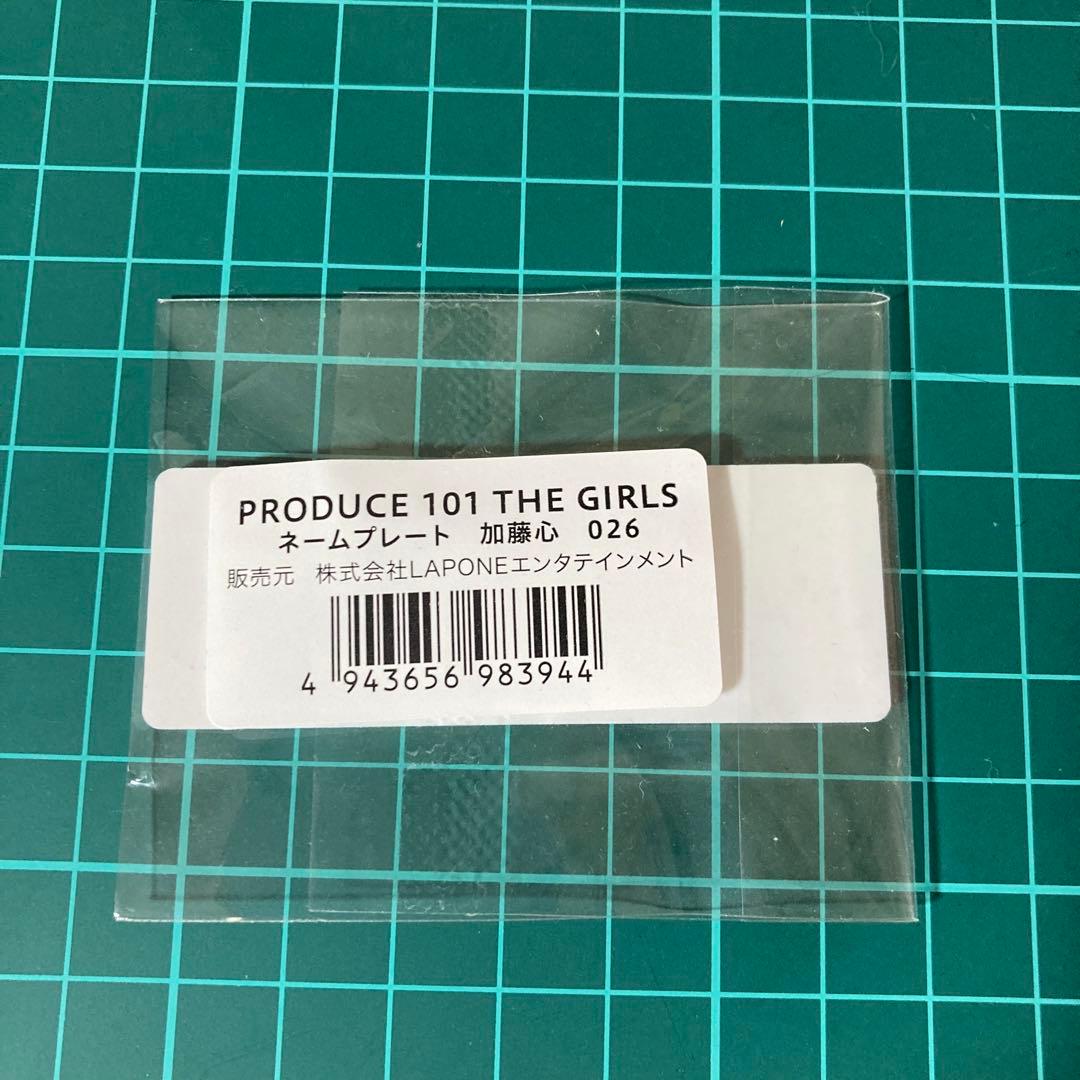 PRODUCE 101 THE GIRLS
ネームプレート　加藤心　026
販売元　株式会社LAPONEエンタテインメント
4 943656 983944